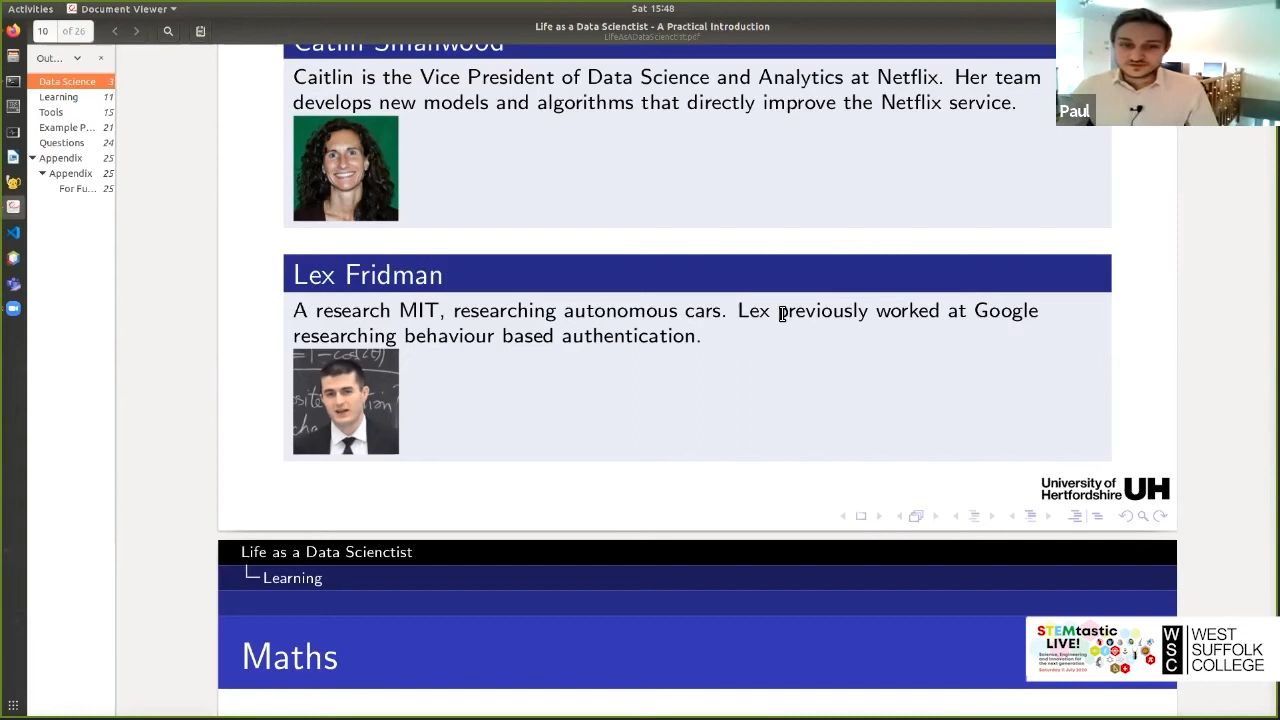 Activities
Document Viewer
Sat 15:48
10
of 26
Life as a Data Scienctist - A Practical Introduction
LifeAsADataScienctist.pdf
Paul
Out...
Data Science 3
Learning 11
Tools 15
Example P... 21
Questions 24
Appendix 25
Appendix 25
For Fu... 25
Caitlin Smallwood
Caitlin is the Vice President of Data Science and Analytics at Netflix. Her team
develops new models and algorithms that directly improve the Netflix service.
Lex Fridman
A research MIT, researching autonomous cars. Lex previously worked at Google
researching behaviour based authentication.
University of
Hertfordshire UH
Life as a Data Scienctist
Learning
Maths
STEMtastic
LIVE!
Science, Engineering
and Innovation for
the next generation
Saturday 11 July 2020
WSC
WEST
SUFFOLK
COLLEGE